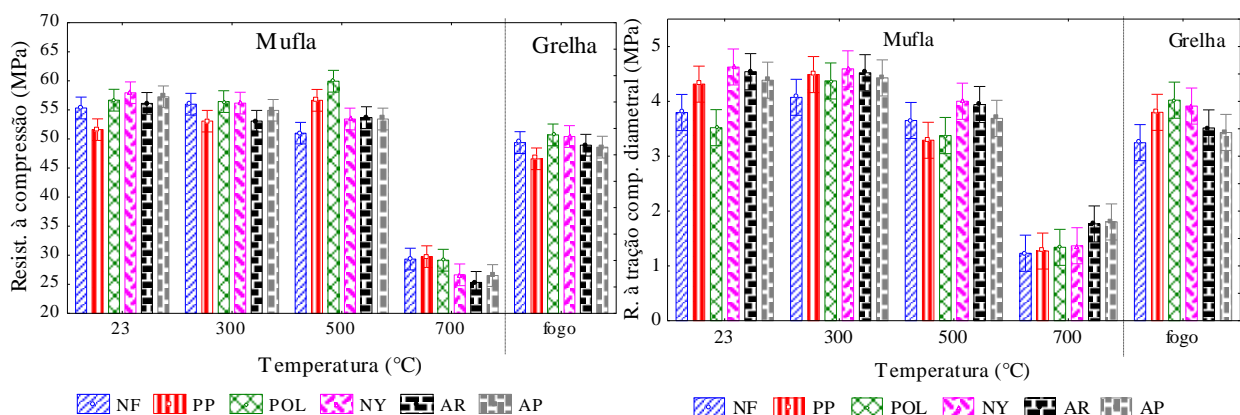 Resist. à compressão (MPa)
70
65
60
55
50
45
40
35
30
25
20
Mufla
Grelha
23 300 500 700 fogo
Temperatura (°C)
NF PP POL NY AR AP
R. à tração comp. diametral (MPa)
5
4
3
2
1
0
Mufla
Grelha
23 300 500 700 fogo
Temperatura (°C)
NF PP POL NY AR AP